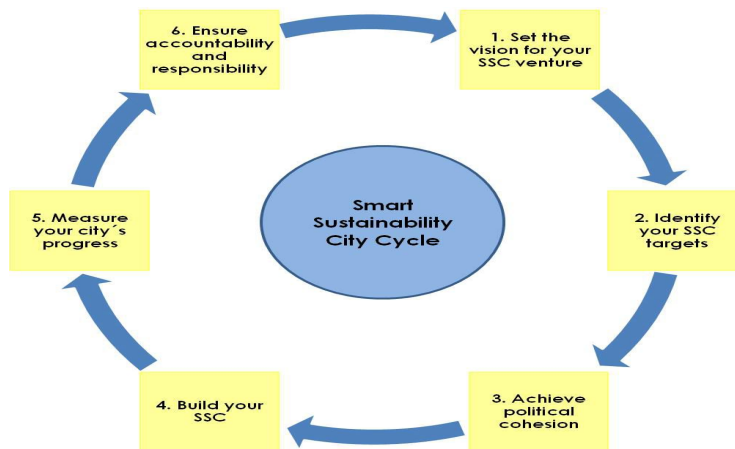 6. Ensure
accountability
and
responsibility
1. Set the
vision for your
SSC venture
Smart
Sustainability
City Cycle
5. Measure
your city´s
progress
2. Identify
your SSC
targets
4. Build your
SSC
3. Achieve
political
cohesion